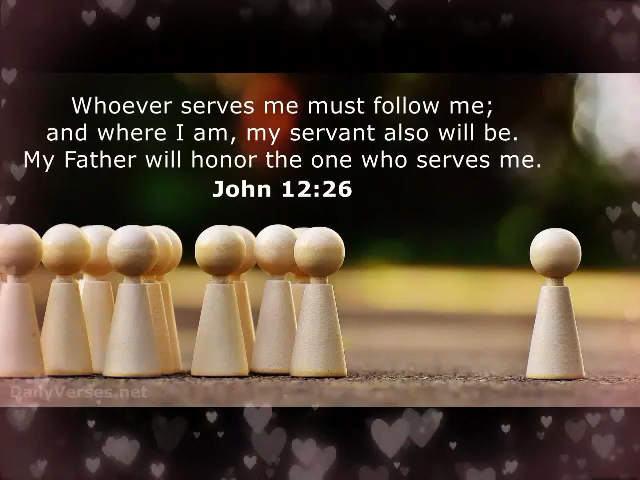 Whoever serves me must follow me;
and where I am, my servant also will be.
My Father will honor the one who serves me.
John 12:26
DailyVerses.net